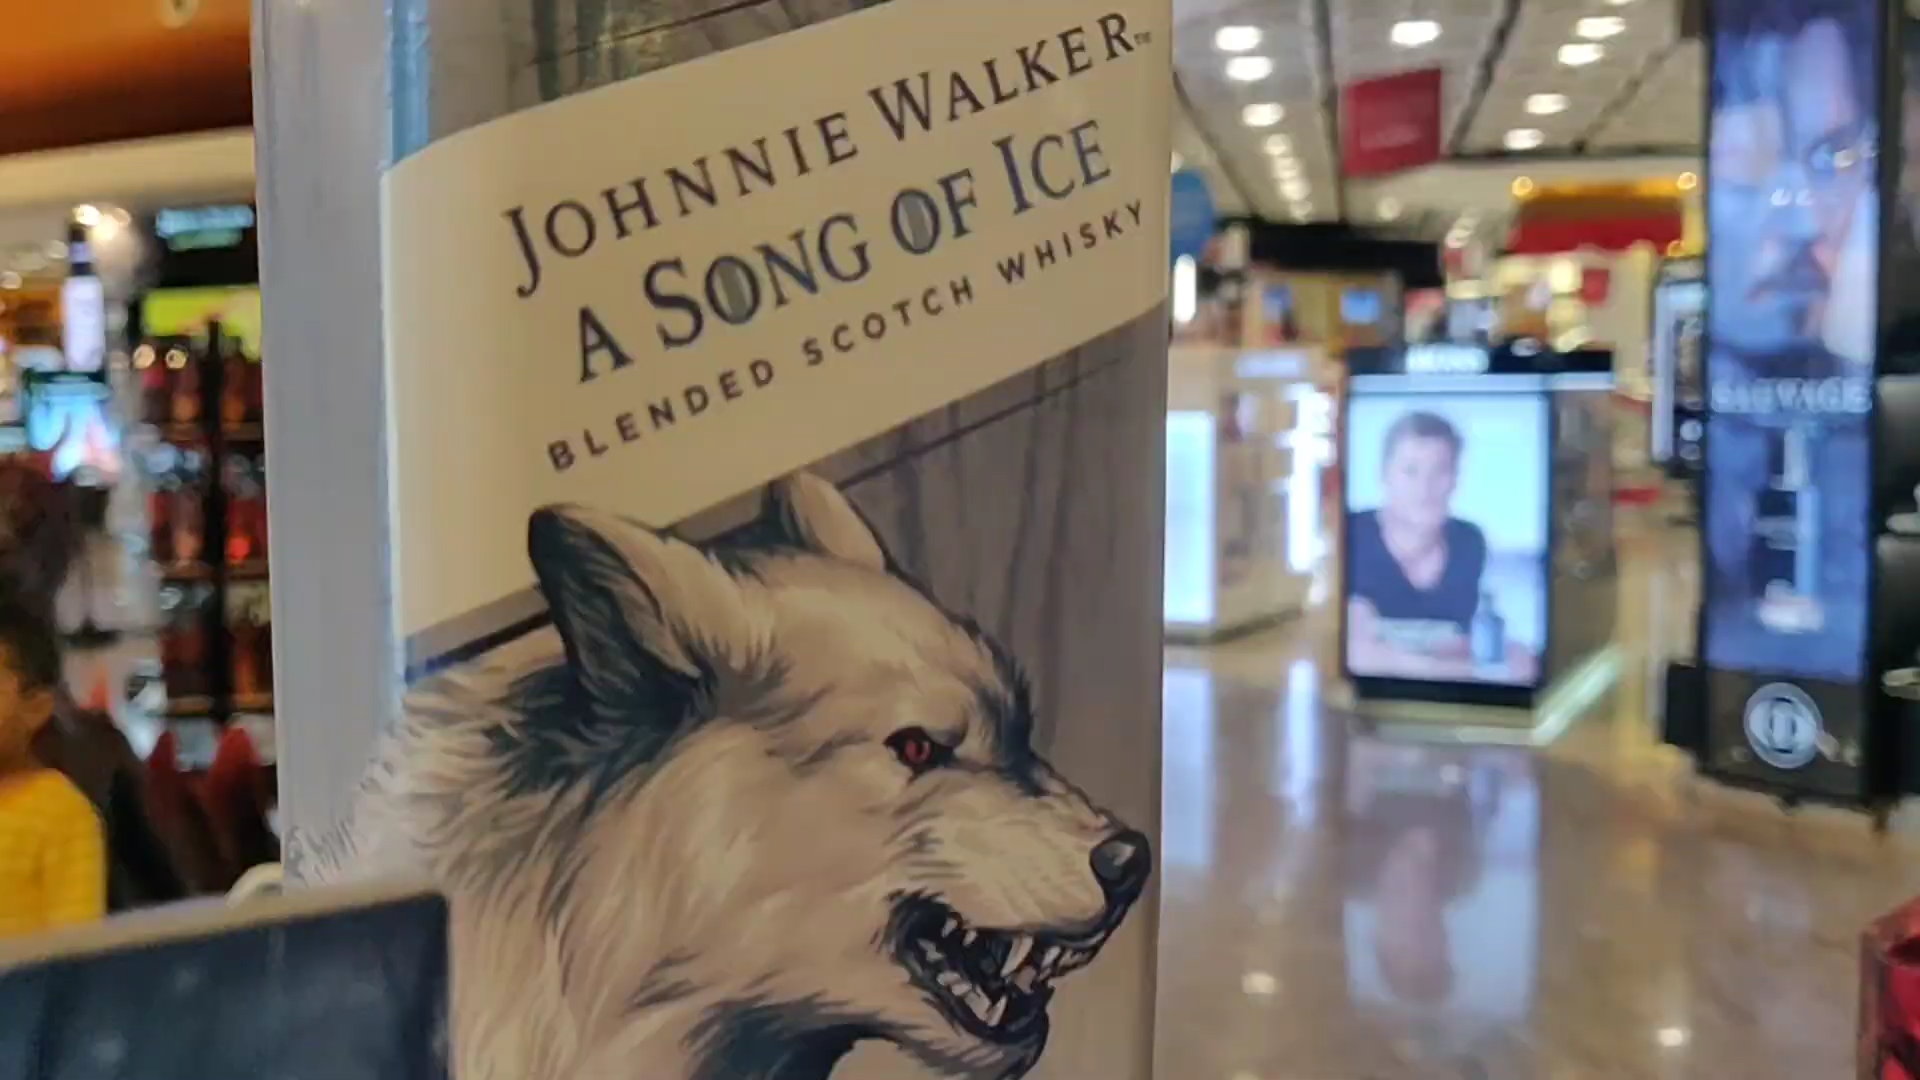 JOHNNIE WALKER™
A SONG OF ICE
BLENDED SCOTCH WHISKY
SAUVAGE